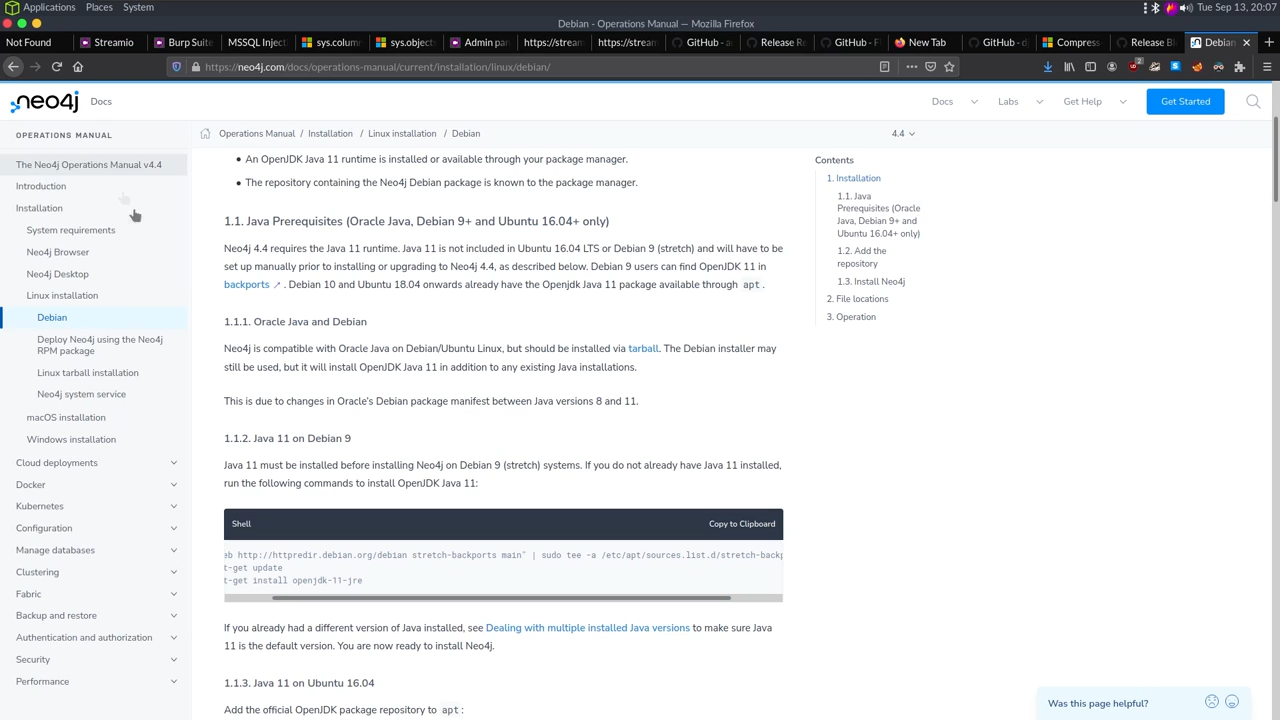 Applications Places System
Tue Sep 13, 20:07
Debian - Operations Manual — Mozilla Firefox
Not Found
Streamio
Burp Suite
MSSQL Inject
sys.column
sys.object
Admin pan
https://stream
https://stream
GitHub - a
Release Re
GitHub - F
New Tab
GitHub - d
Compress-
Release Bl
Debian
https://neo4j.com/docs/operations-manual/current/installation/linux/debian/
2
neo4j Docs
Docs
Labs
Get Help
Get Started
OPERATIONS MANUAL
The Neo4j Operations Manual v4.4
Introduction
Installation
System requirements
Neo4j Browser
Neo4j Desktop
Linux installation
Debian
Deploy Neo4j using the Neo4j
RPM package
Linux tarball installation
Neo4j system service
macOS installation
Windows installation
Cloud deployments
Docker
Kubernetes
Configuration
Manage databases
Clustering
Fabric
Backup and restore
Authentication and authorization
Security
Performance
Operations Manual / Installation / Linux installation / Debian
4.4
• An OpenJDK Java 11 runtime is installed or available through your package manager.
• The repository containing the Neo4j Debian package is known to the package manager.
1.1. Java Prerequisites (Oracle Java, Debian 9+ and Ubuntu 16.04+ only)
Neo4j 4.4 requires the Java 11 runtime. Java 11 is not included in Ubuntu 16.04 LTS or Debian 9 (stretch) and will have to be
set up manually prior to installing or upgrading to Neo4j 4.4, as described below. Debian 9 users can find OpenJDK 11 in
backports ↗ . Debian 10 and Ubuntu 18.04 onwards already have the Openjdk Java 11 package available through apt .
1.1.1. Oracle Java and Debian
Neo4j is compatible with Oracle Java on Debian/Ubuntu Linux, but should be installed via tarball. The Debian installer may
still be used, but it will install OpenJDK Java 11 in addition to any existing Java installations.
This is due to changes in Oracle's Debian package manifest between Java versions 8 and 11.
1.1.2. Java 11 on Debian 9
Java 11 must be installed before installing Neo4j on Debian 9 (stretch) systems. If you do not already have Java 11 installed,
run the following commands to install OpenJDK Java 11:
Shell
Copy to Clipboard
eb http://httpredir.debian.org/debian stretch-backports main" | sudo tee -a /etc/apt/sources.list.d/stretch-backp
t-get update
t-get install openjdk-11-jre
If you already had a different version of Java installed, see Dealing with multiple installed Java versions to make sure Java
11 is the default version. You are now ready to install Neo4j.
1.1.3. Java 11 on Ubuntu 16.04
Add the official OpenJDK package repository to apt :
Contents
1. Installation
1.1. Java
Prerequisites (Oracle
Java, Debian 9+ and
Ubuntu 16.04+ only)
1.2. Add the
repository
1.3. Install Neo4j
2. File locations
3. Operation
Was this page helpful?